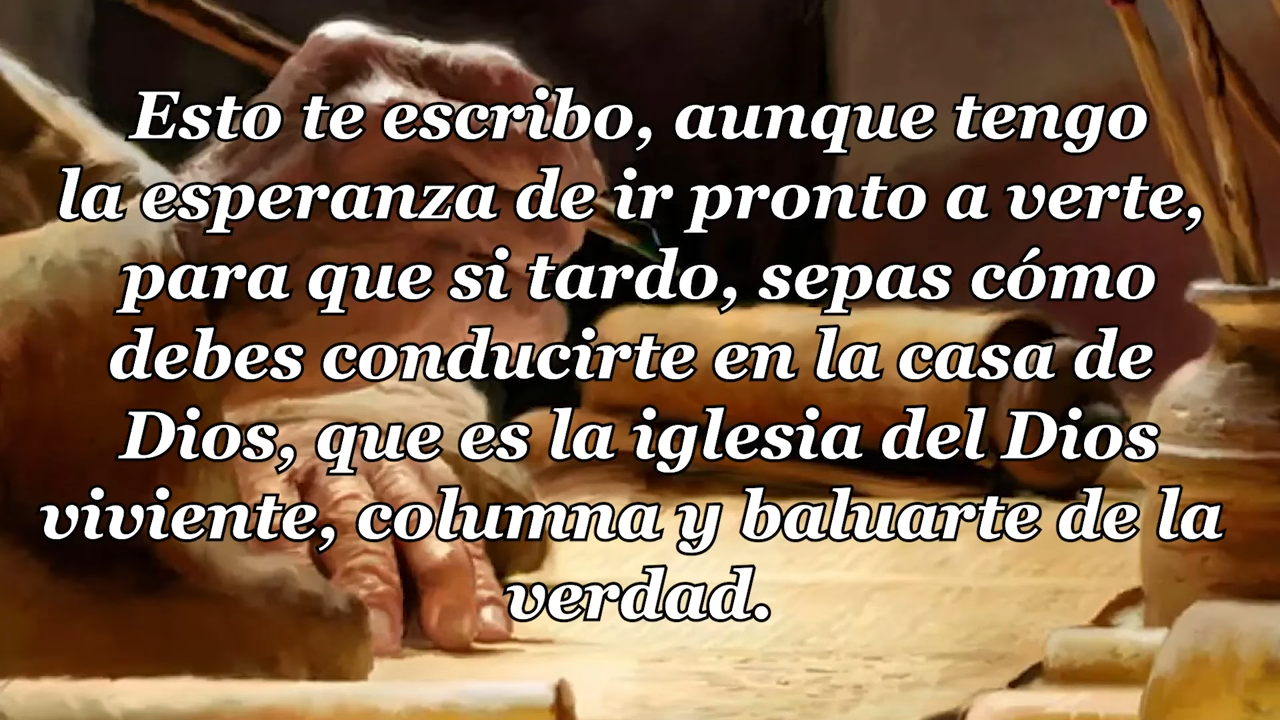 Esto te escribo, aunque tengo
la esperanza de ir pronto a verte,
para que si tardo, sepas cómo
debes conducirte en la casa de
Dios, que es la iglesia del Dios
viviente, columna y baluarte de la
verdad.